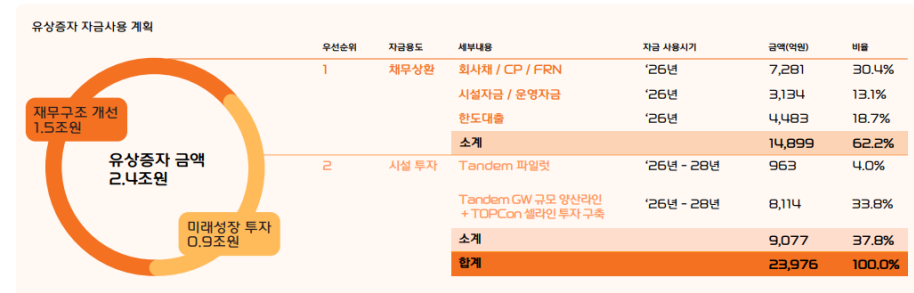 유상증자 자금사용 계획
재무구조 개선
1.5조원
유상증자 금액
2.4조원
미래성장 투자
0.9조원
우선순위 자금용도 세부내용 자금 사용시기 금액(억원) 비율
1 채무상환 회사채 / CP / FRN ‘26년 7,281 30.4%
시설자금 / 운영자금 ‘26년 3,134 13.1%
한도대출 ‘26년 4,483 18.7%
소계 14,899 62.2%
2 시설 투자 Tandem 파일럿 ‘26년 - 28년 963 4.0%
Tandem GW 규모 양산라인
+ TOPCon 셀라인 투자 구축 ‘26년 - 28년 8,114 33.8%
소계 9,077 37.8%
합계 23,976 100.0%